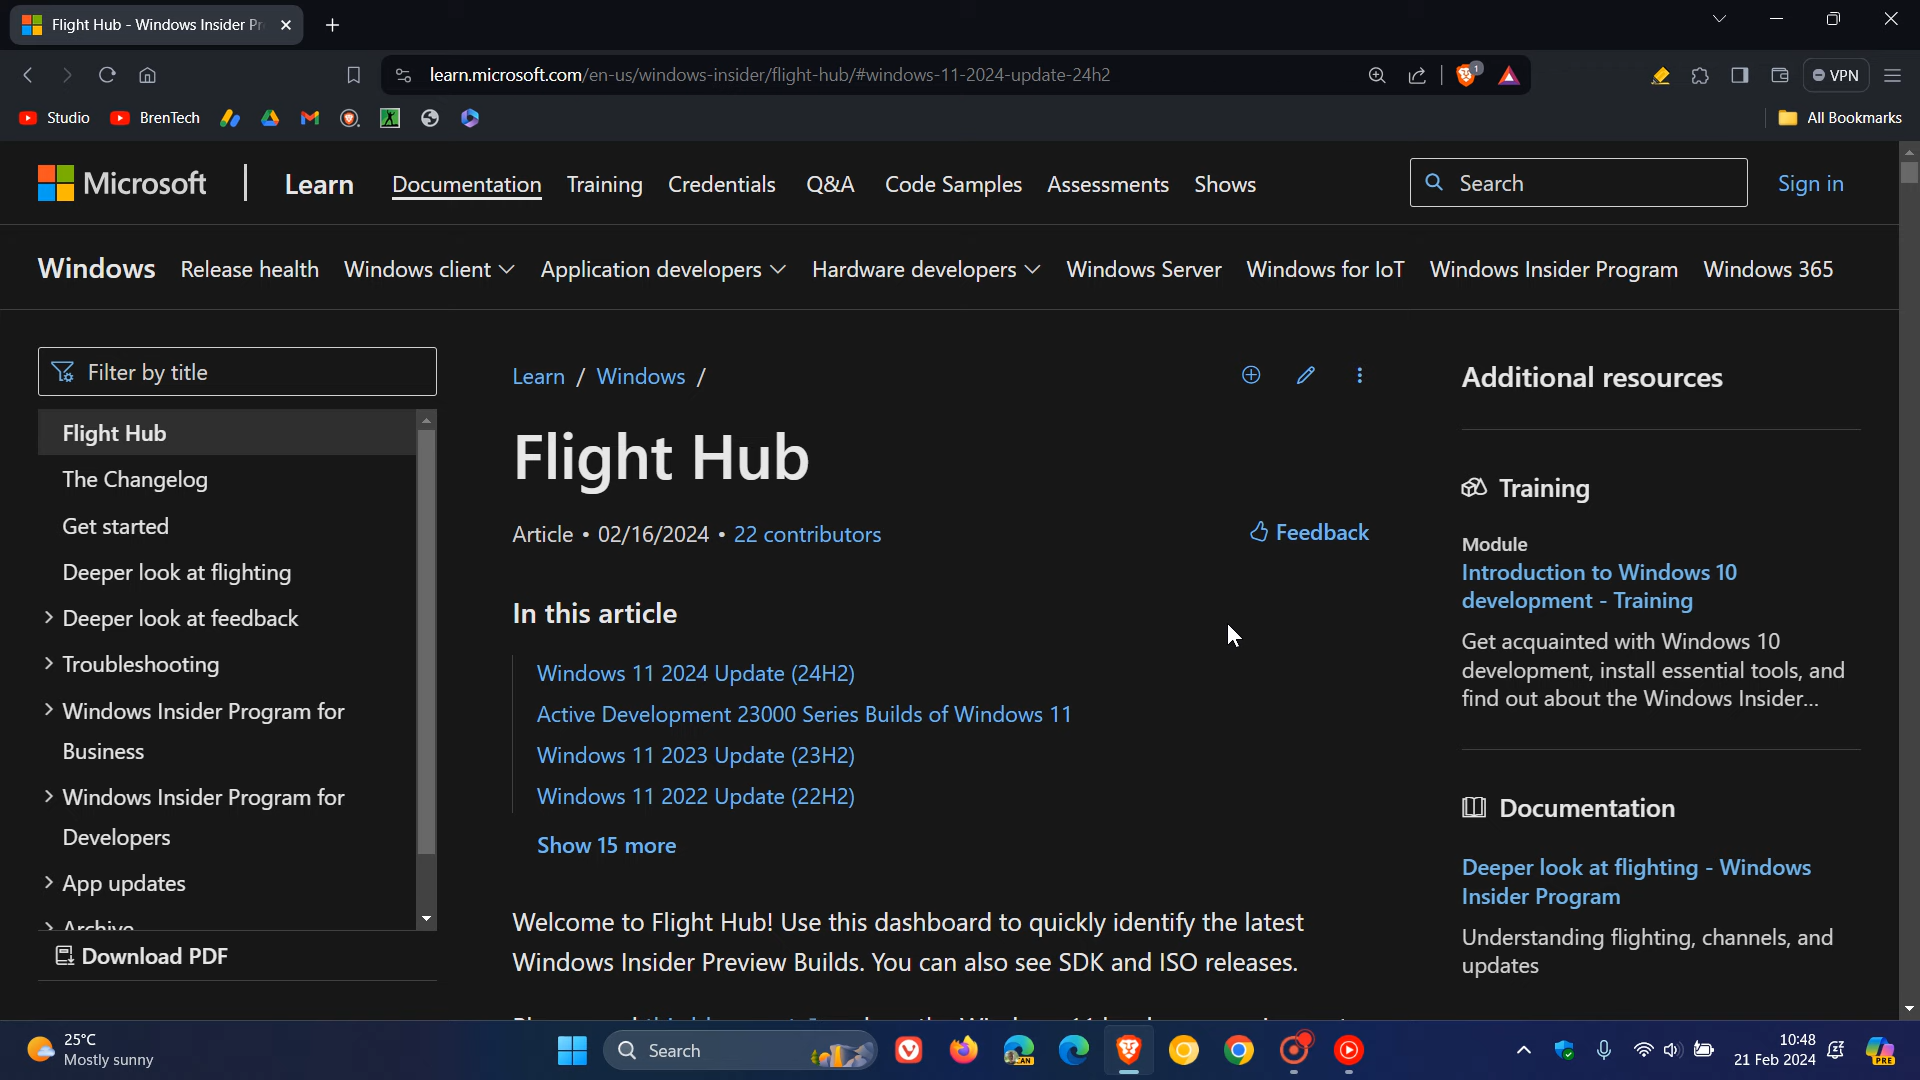 Flight Hub - Windows Insider Pr
learn.microsoft.com/en-us/windows-insider/flight-hub/#windows-11-2024-update-24h2
1
VPN
Studio
BrenTech
All Bookmarks
Microsoft
Learn
Documentation
Training
Credentials
Q&A
Code Samples
Assessments
Shows
Search
Sign in
Windows
Release health
Windows client
Application developers
Hardware developers
Windows Server
Windows for IoT
Windows Insider Program
Windows 365
Filter by title
Flight Hub
The Changelog
Get started
Deeper look at flighting
Deeper look at feedback
Troubleshooting
Windows Insider Program for
Business
Windows Insider Program for
Developers
App updates
Archive
Download PDF
Learn / Windows /
Flight Hub
Article • 02/16/2024 • 22 contributors
Feedback
In this article
Windows 11 2024 Update (24H2)
Active Development 23000 Series Builds of Windows 11
Windows 11 2023 Update (23H2)
Windows 11 2022 Update (22H2)
Show 15 more
Welcome to Flight Hub! Use this dashboard to quickly identify the latest
Windows Insider Preview Builds. You can also see SDK and ISO releases.
Additional resources
Training
Module
Introduction to Windows 10
development - Training
Get acquainted with Windows 10
development, install essential tools, and
find out about the Windows Insider...
Documentation
Deeper look at flighting - Windows
Insider Program
Understanding flighting, channels, and
updates
25°C
Mostly sunny
Search
CAN
10:48
21 Feb 2024
PRE